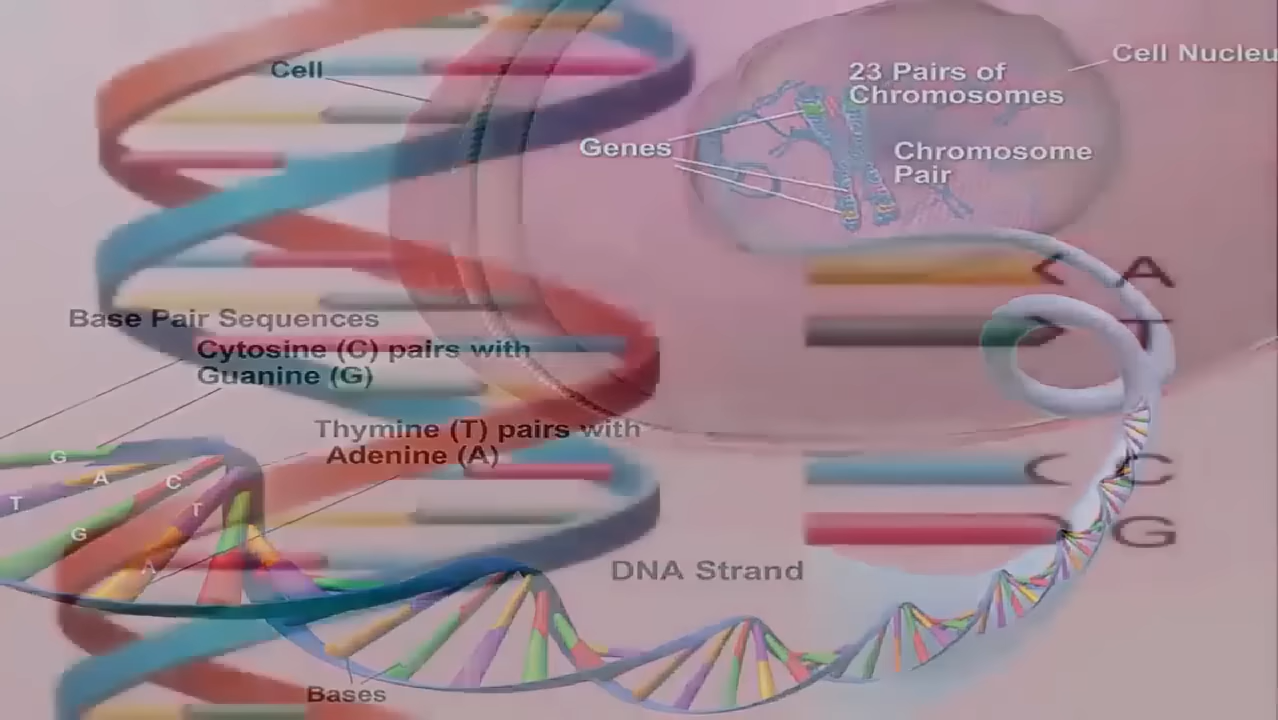 Cell
Cell Nucleu
23 Pairs of
Chromosomes
Genes
Chromosome
Pair
A
T
Base Pair Sequences
Cytosine (C) pairs with
Guanine (G)
Thymine (T) pairs with
Adenine (A)
C
G
G
A
C
T
T
G
A
DNA Strand
Bases